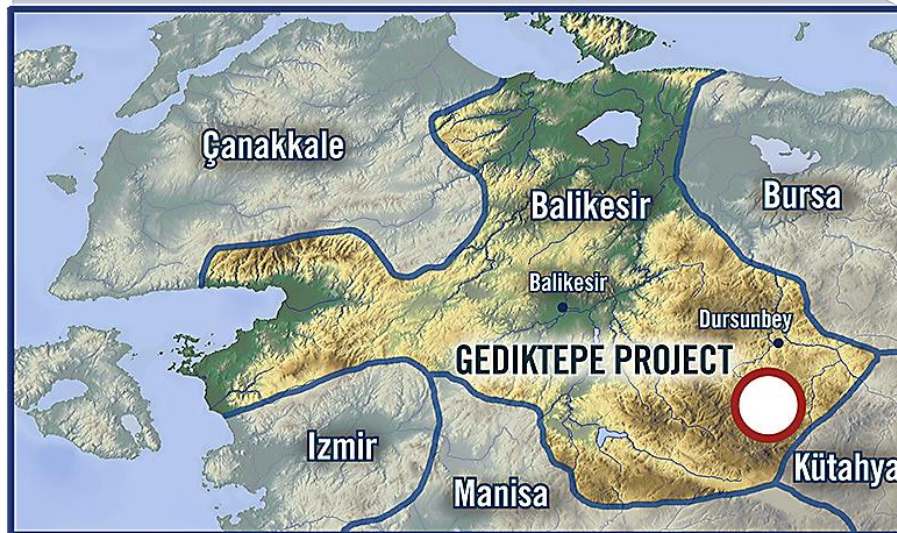 Çanakkale
Bursa
Balikesir
Balikesir
Dursunbey
GEDIKTEPE PROJECT
Izmir
Kütahya
Manisa